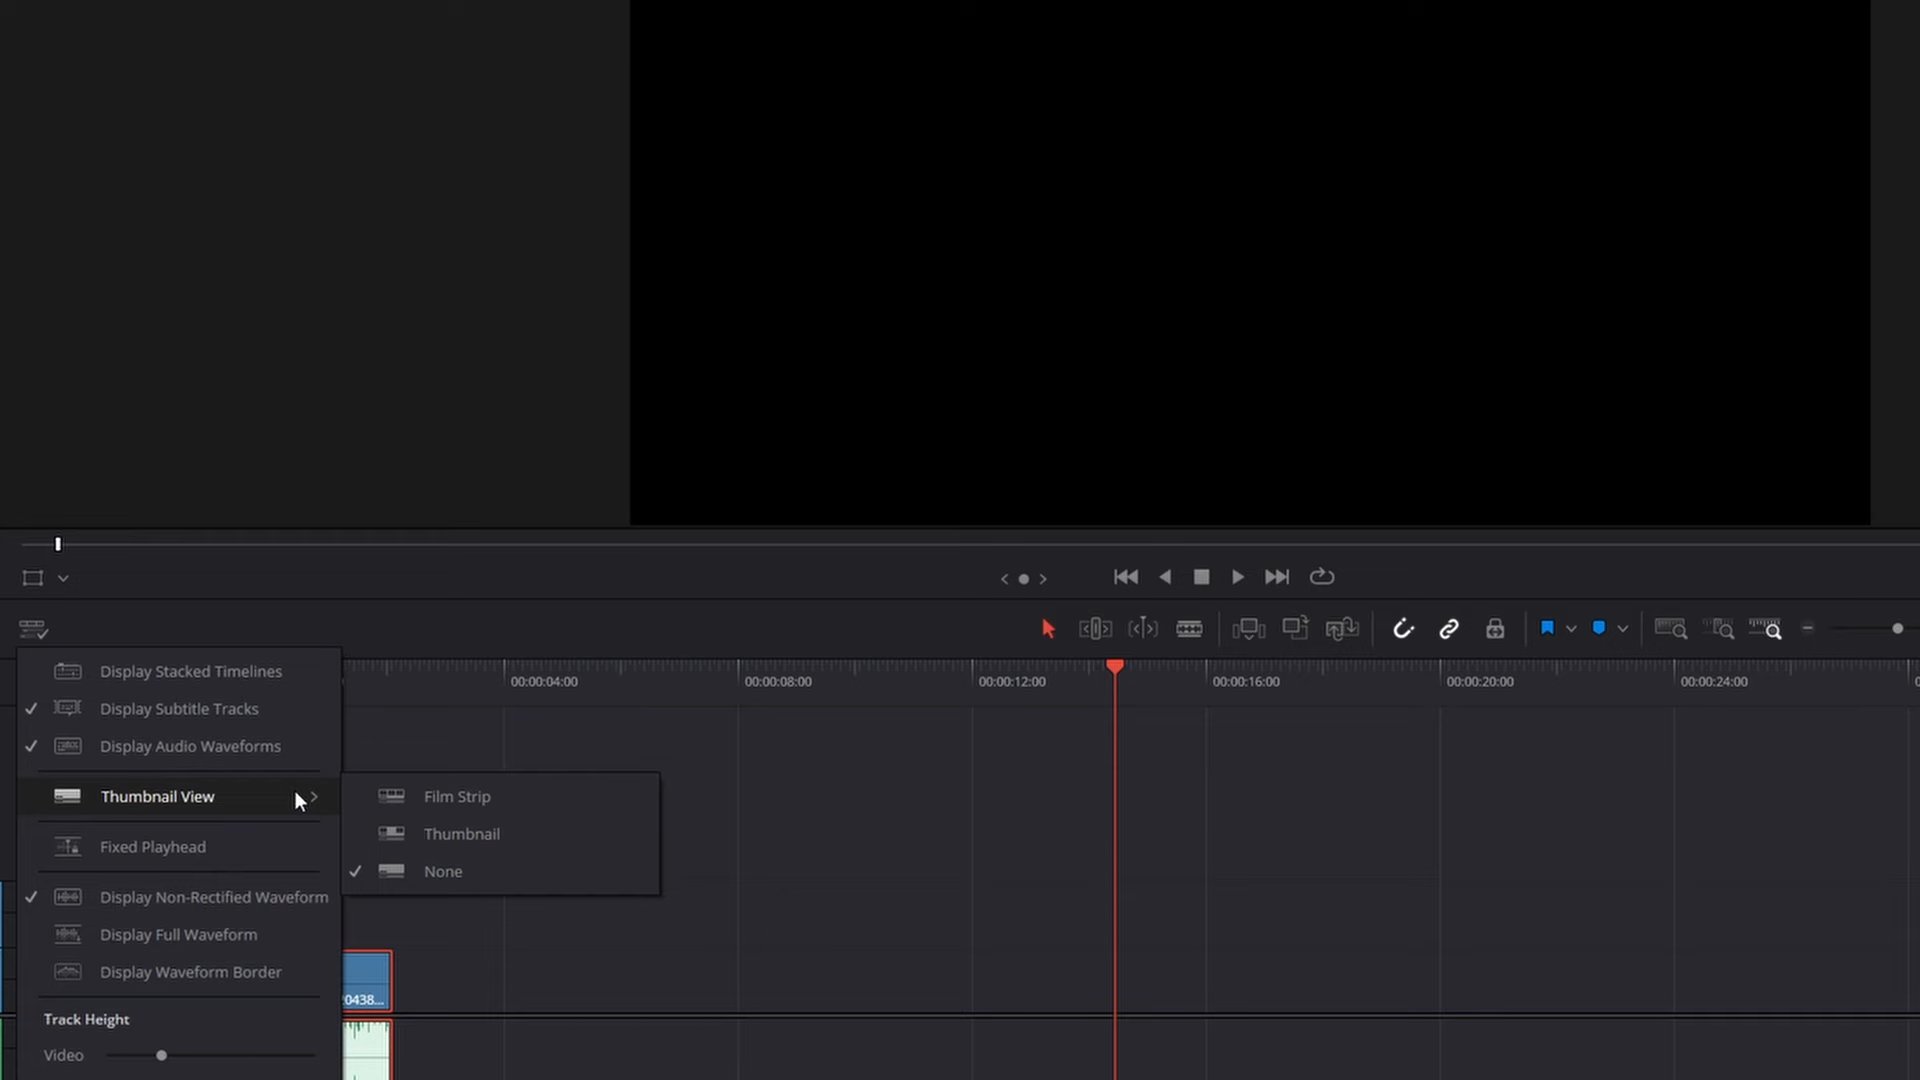 Display Stacked Timelines
Display Subtitle Tracks
Display Audio Waveforms
Thumbnail View
Fixed Playhead
Display Non-Rectified Waveform
Display Full Waveform
Display Waveform Border
Track Height
Video
Film Strip
Thumbnail
None
00:00:04:00
00:00:08:00
00:00:12:00
00:00:16:00
00:00:20:00
00:00:24:00
0438...